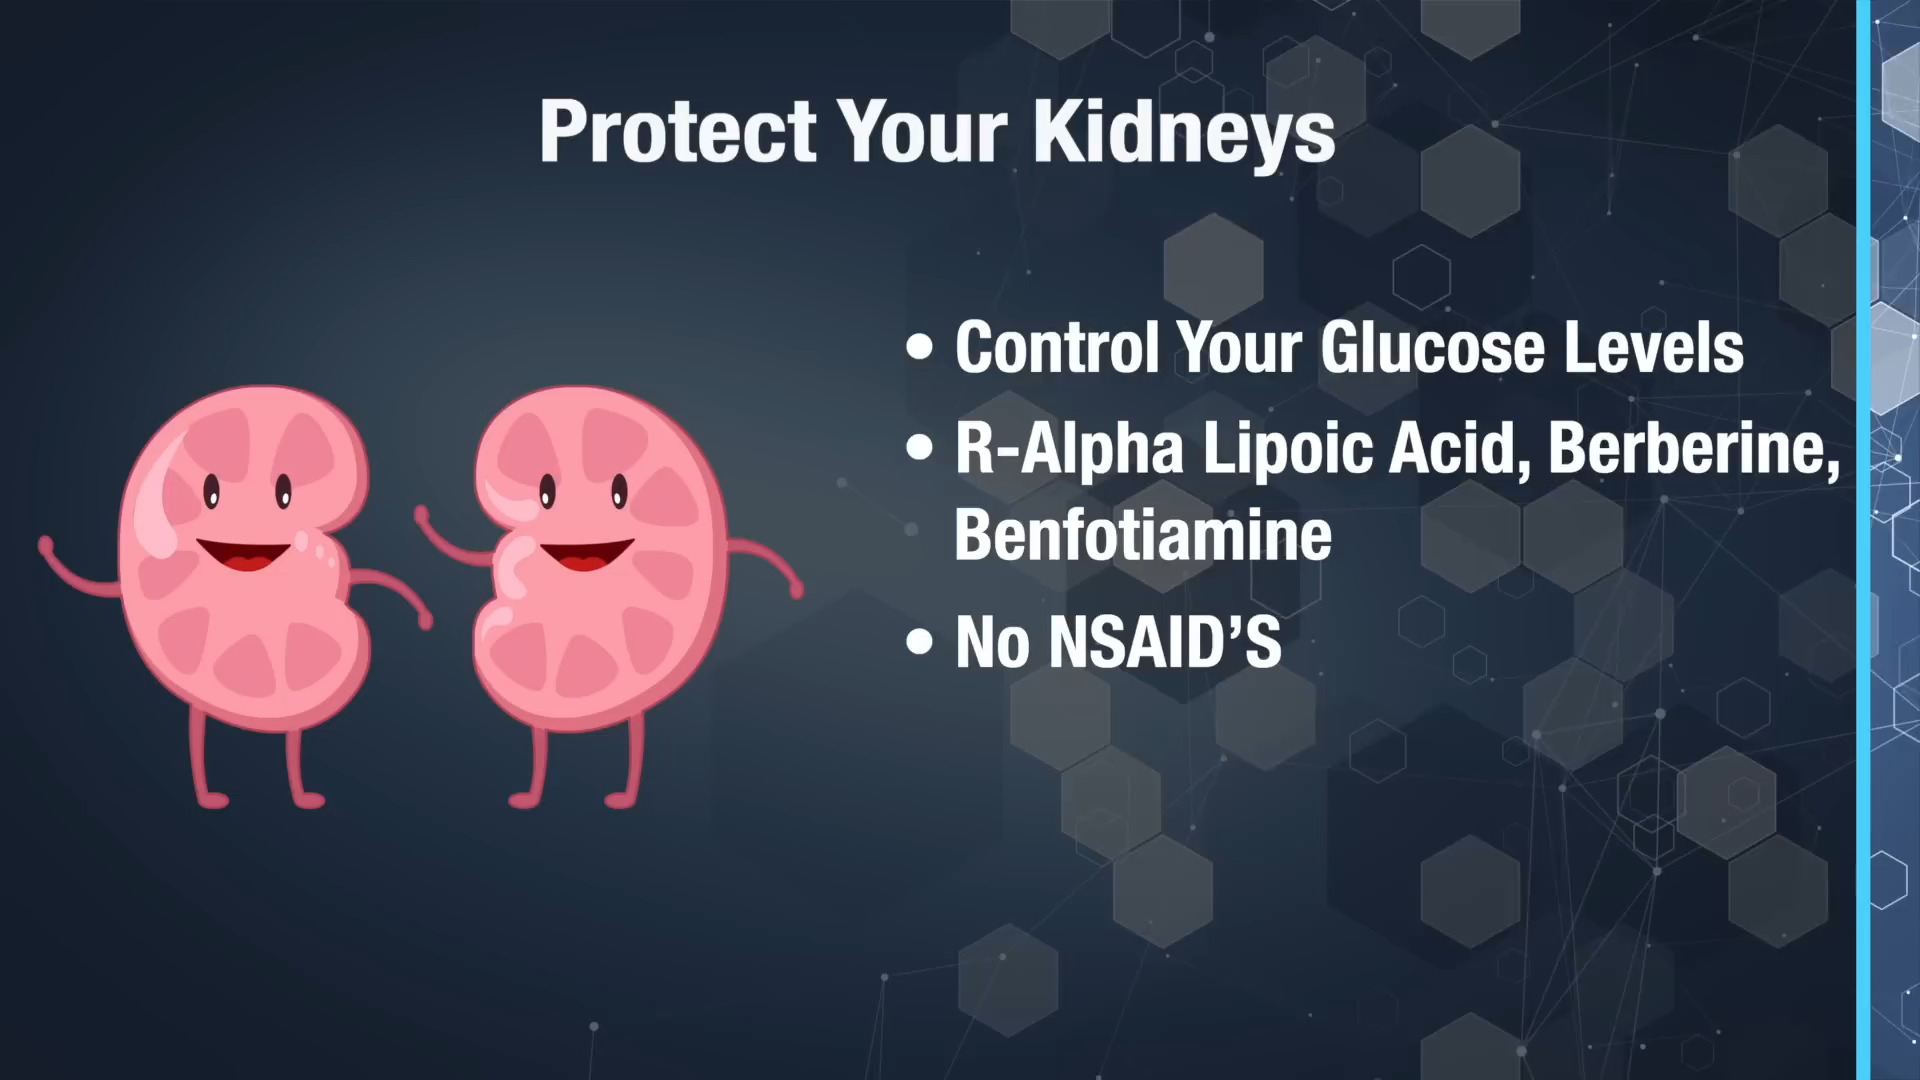 Protect Your Kidneys
• Control Your Glucose Levels
• R-Alpha Lipoic Acid, Berberine,
Benfotiamine
• No NSAID’S